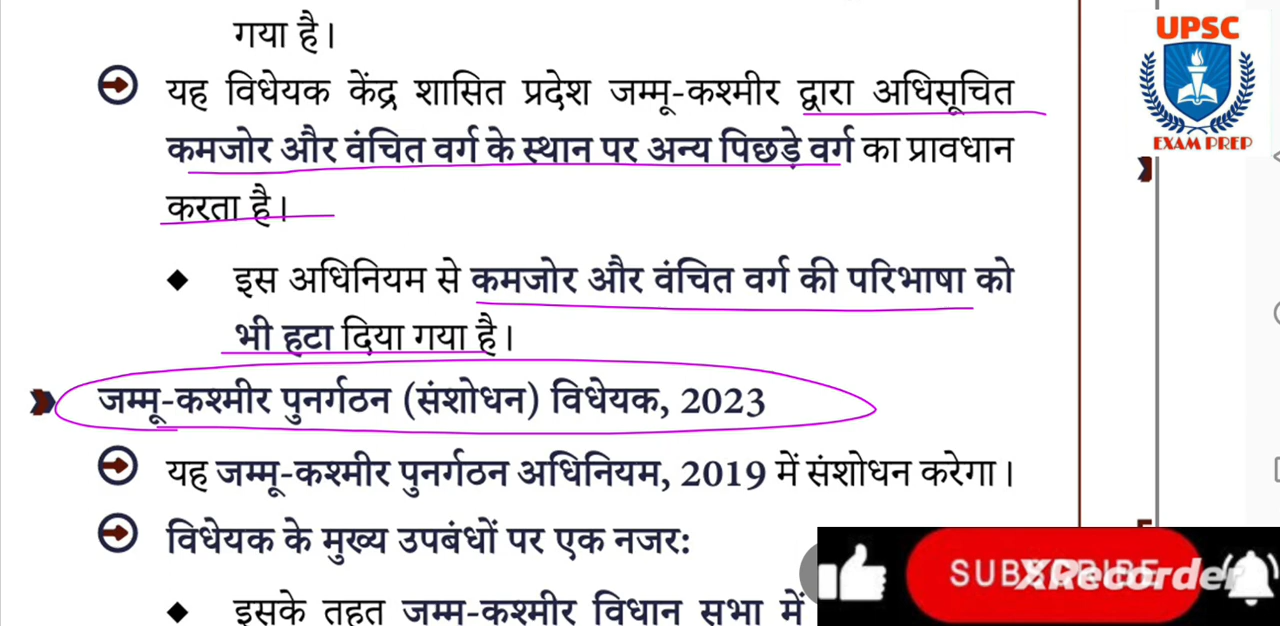 गया है।
यह विधेयक केंद्र शासित प्रदेश जम्मू-कश्मीर द्वारा अधिसूचित
कमजोर और वंचित वर्ग के स्थान पर अन्य पिछड़े वर्ग का प्रावधान
करता है।
◆ इस अधिनियम से कमजोर और वंचित वर्ग की परिभाषा को
भी हटा दिया गया है।
जम्मू-कश्मीर पुनर्गठन (संशोधन) विधेयक, 2023
यह जम्मू-कश्मीर पुनर्गठन अधिनियम, 2019 में संशोधन करेगा।
विधेयक के मुख्य उपबंधों पर एक नजर:
◆ इसके तहत जम्म-कश्मीर विधान सभा में
UPSC
EXAM PREP
SUBSCRIBE
XRecorder